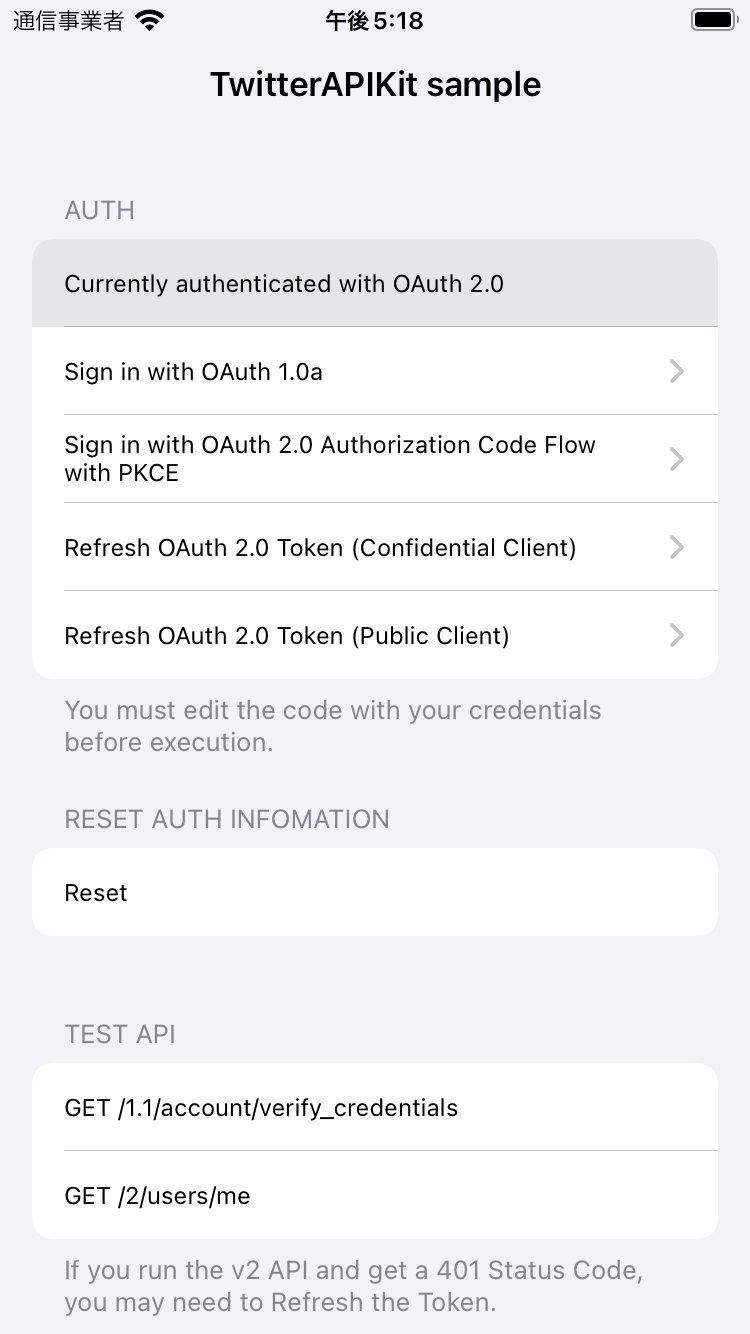 通信事業者
午後5:18
TwitterAPIKit sample
AUTH
Currently authenticated with OAuth 2.0
Sign in with OAuth 1.0a
Sign in with OAuth 2.0 Authorization Code Flow
with PKCE
Refresh OAuth 2.0 Token (Confidential Client)
Refresh OAuth 2.0 Token (Public Client)
You must edit the code with your credentials
before execution.
RESET AUTH INFOMATION
Reset
TEST API
GET /1.1/account/verify_credentials
GET /2/users/me
If you run the v2 API and get a 401 Status Code,
you may need to Refresh the Token.